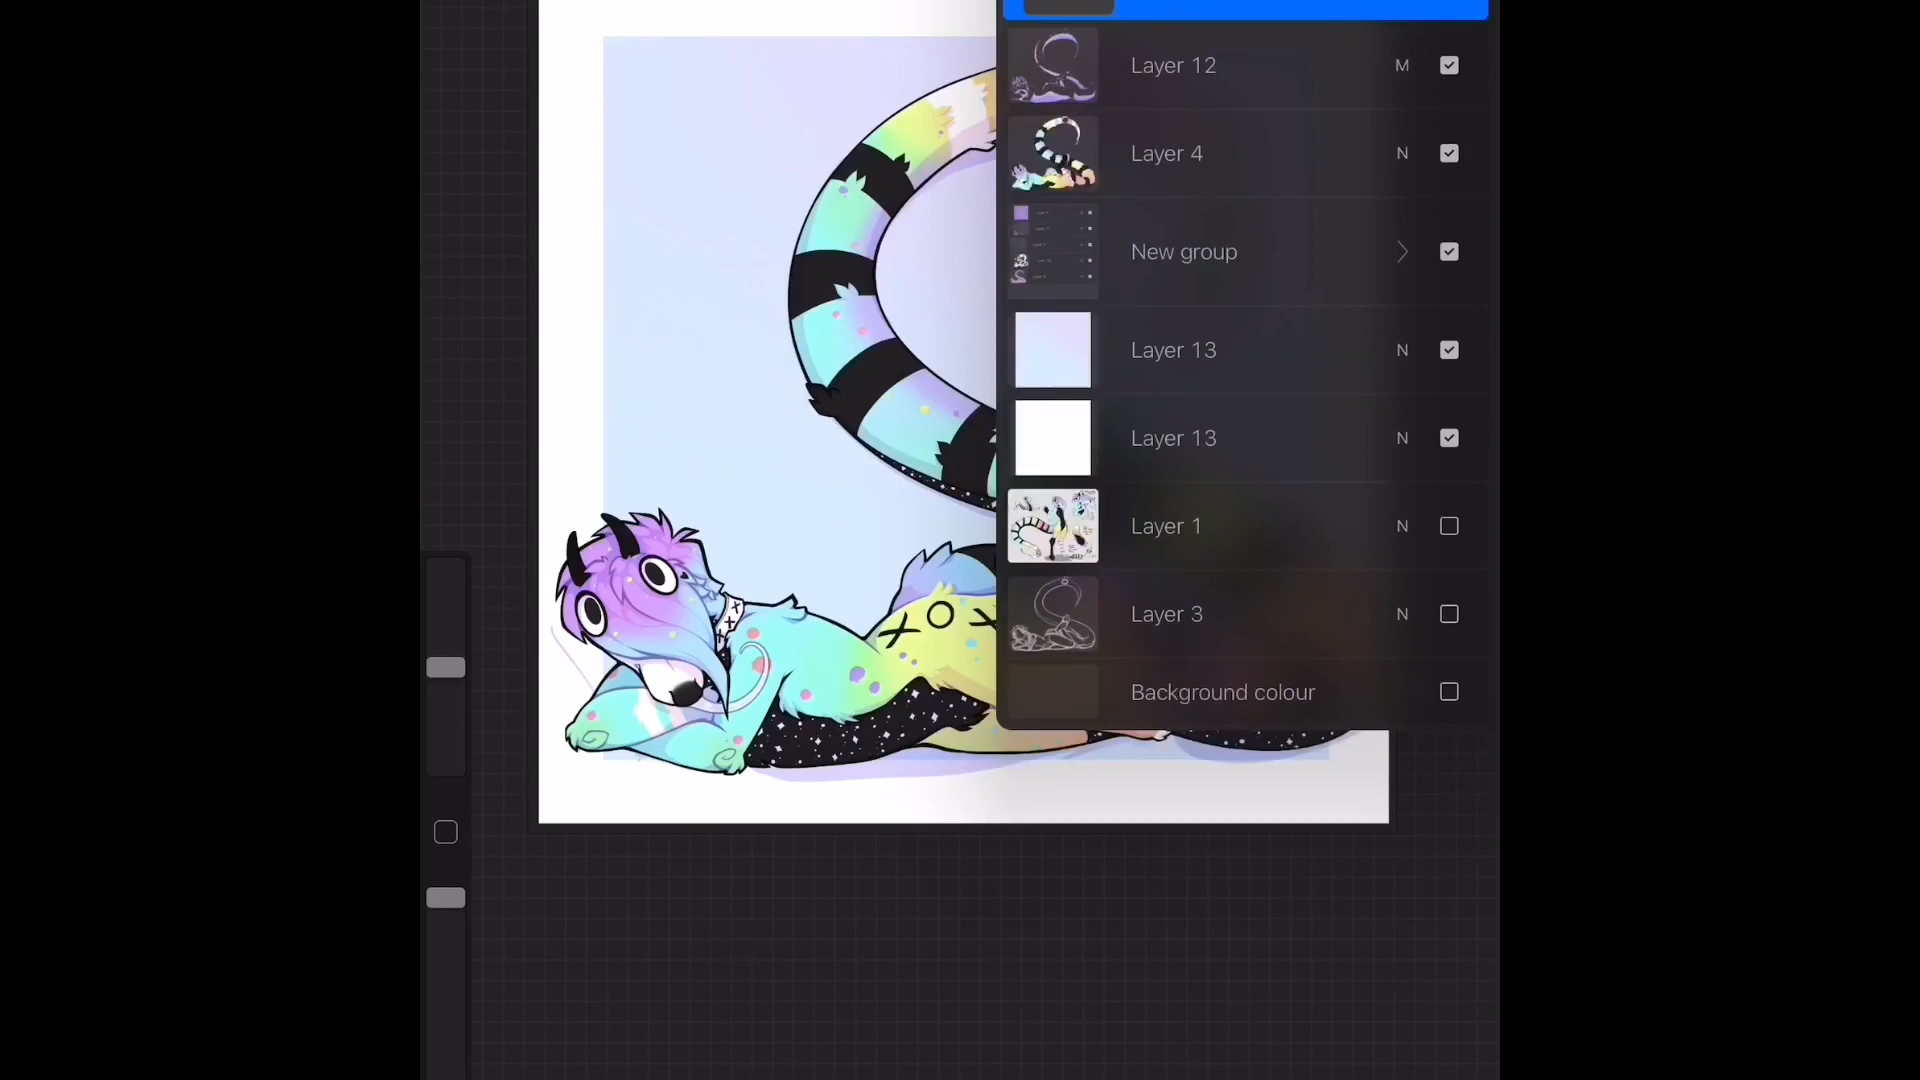 Layer 12 M
Layer 4 N
New group
Layer 13 N
Layer 13 N
Layer 1 N
Layer 3 N
Background colour
X O X
X
X
X